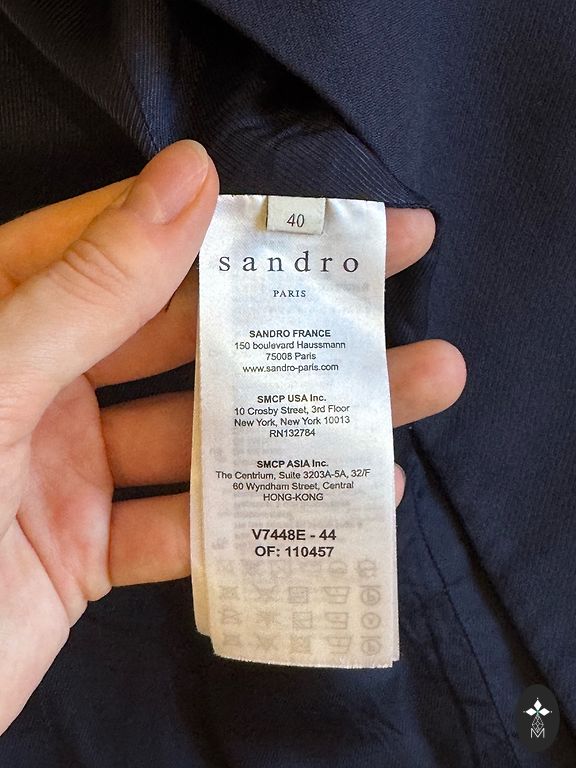 40
sandro
PARIS
SANDRO FRANCE
150 boulevard Haussmann
75008 Paris
www.sandro-paris.com
SMCP USA Inc.
10 Crosby Street, 3rd Floor
New York, New York 10013
RN132784
SMCP ASIA Inc.
The Centrium, Suite 3203A-5A, 32/F
60 Wyndham Street, Central
HONG-KONG
V7448E - 44
OF: 110457
M